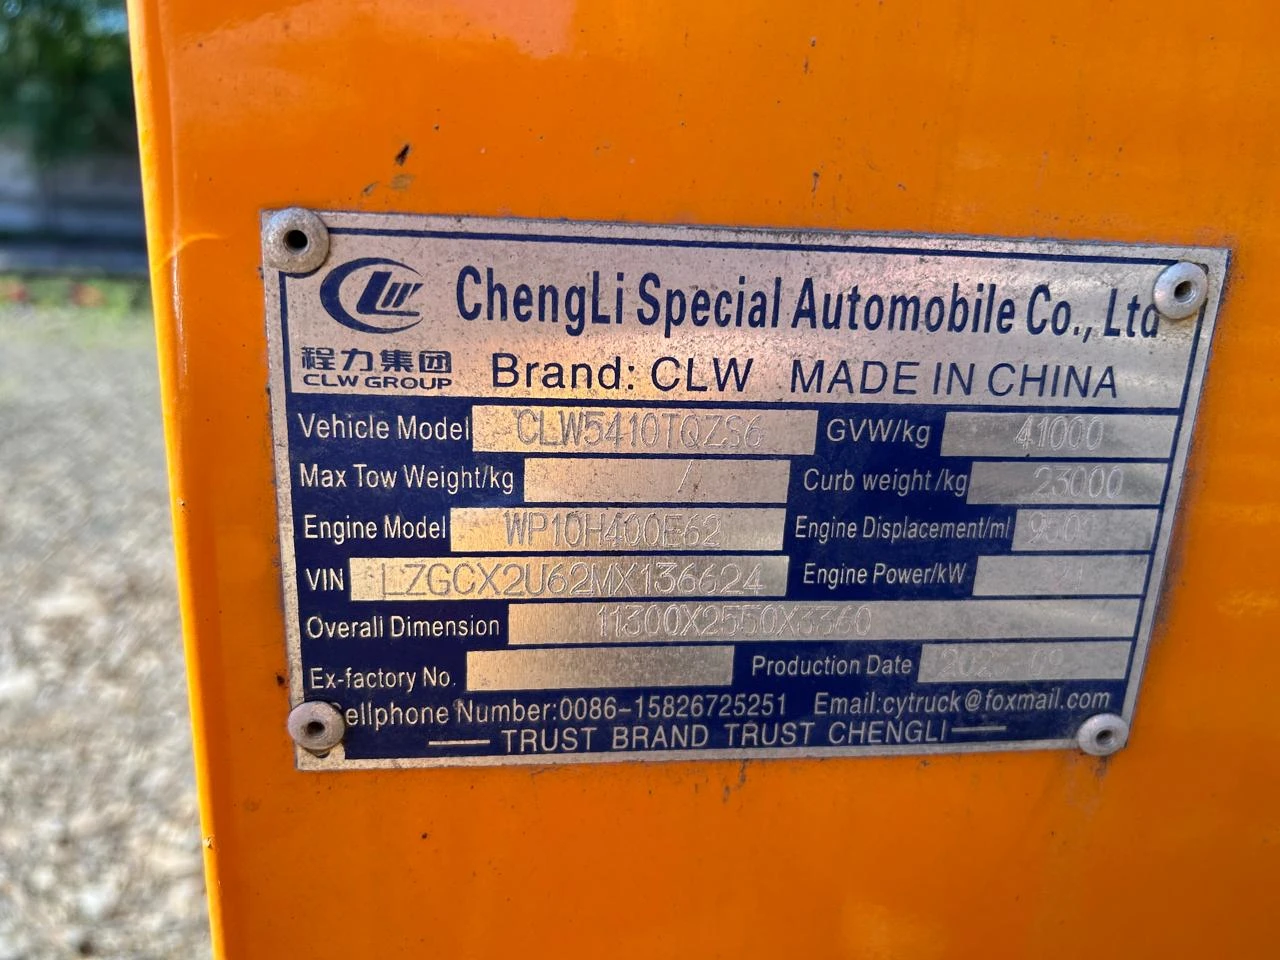 CLW ChengLi Special Automobile Co., Ltd
程力集团
CLW GROUP
Brand: CLW MADE IN CHINA
Vehicle Model CLW5410TQZS6 GVW/kg 41000
Max Tow Weight/kg / Curb weight/kg 23000
Engine Model WP10H400E62 Engine Displacement/ml 9500
VIN LZGCX2U62MX136624 Engine Power/kW
Overall Dimension 11300X2550X3360
Ex-factory No. Production Date
Cellphone Number:0086-15826725251 Email:cytruck@foxmail.com
TRUST BRAND TRUST CHENGLI